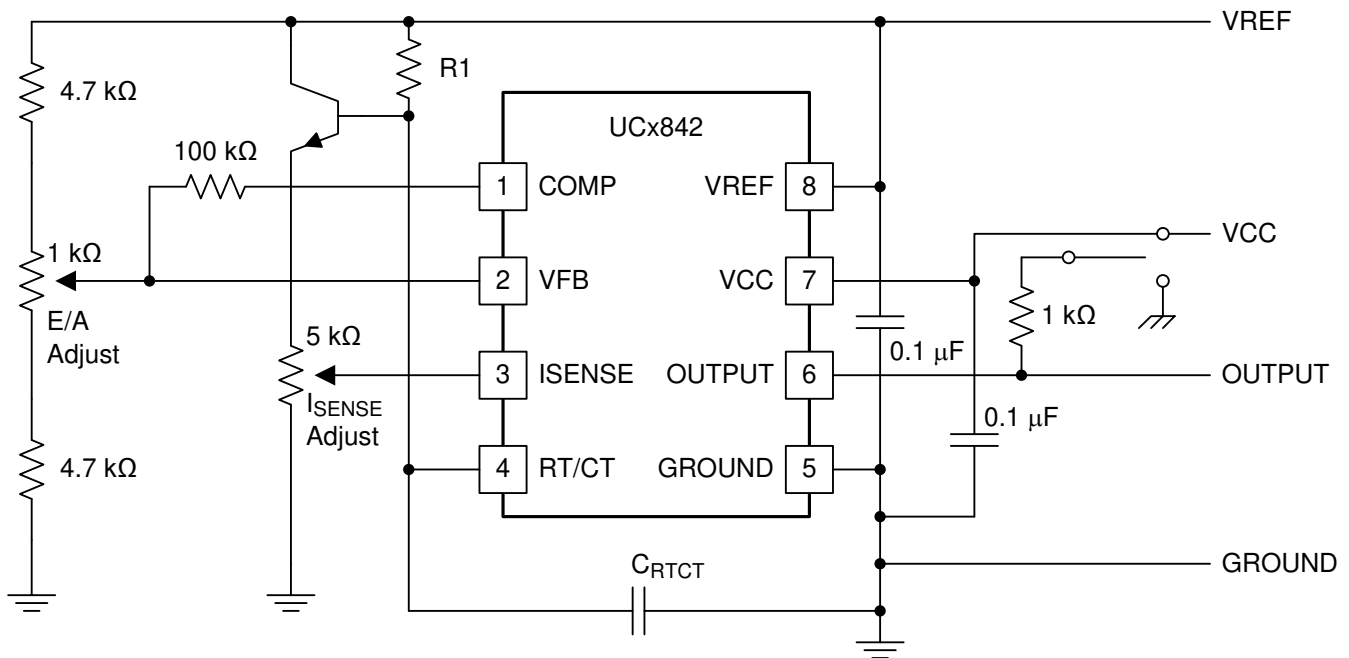 VREF
4.7 kΩ
R1
UCx842
100 kΩ
1 COMP
VREF 8
1 kΩ
VCC
2 VFB
VCC 7
1 kΩ
E/A
Adjust
5 kΩ
0.1 µF
3 ISENSE
OUTPUT 6
OUTPUT
ISENSE
Adjust
0.1 µF
4.7 kΩ
4 RT/CT
GROUND 5
CRTCT
GROUND